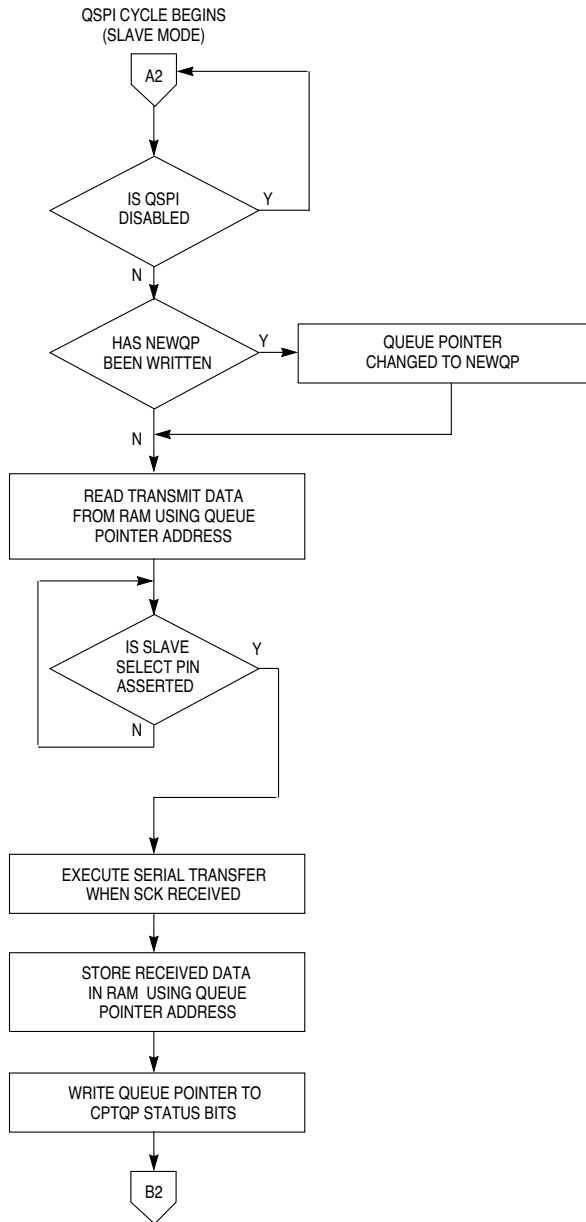 QSPI CYCLE BEGINS
(SLAVE MODE)
A2
IS QSPI
DISABLED
Y
N
HAS NEWQP
BEEN WRITTEN
Y
QUEUE POINTER
CHANGED TO NEWQP
N
READ TRANSMIT DATA
FROM RAM USING QUEUE
POINTER ADDRESS
IS SLAVE
SELECT PIN
ASSERTED
Y
N
EXECUTE SERIAL TRANSFER
WHEN SCK RECEIVED
STORE RECEIVED DATA
IN RAM USING QUEUE
POINTER ADDRESS
WRITE QUEUE POINTER TO
CPTQP STATUS BITS
B2